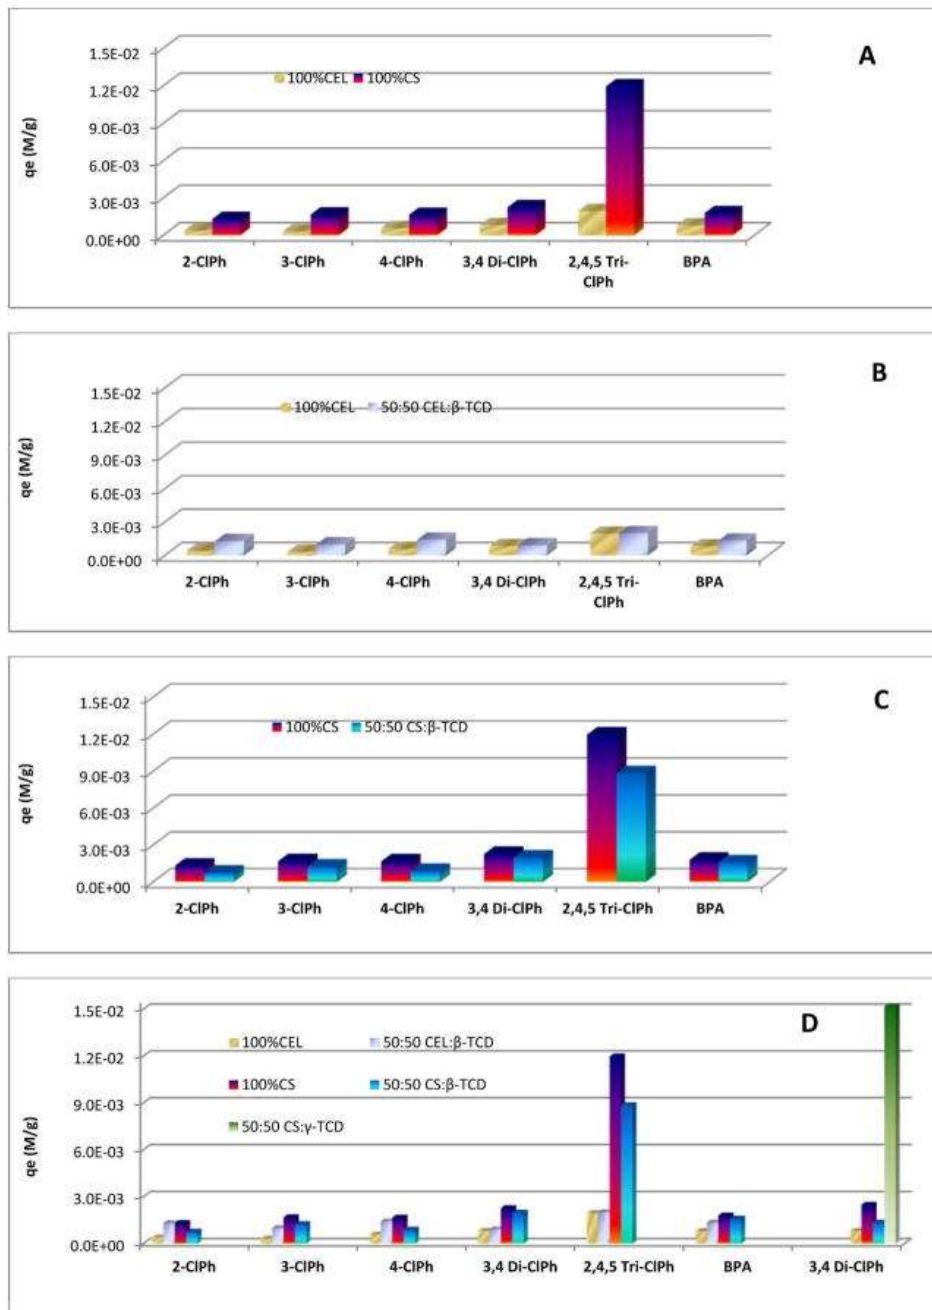 A
1.5E-02
1.2E-02
9.0E-03
6.0E-03
3.0E-03
0.0E+00
qe (M/g)
100%CEL 100%CS
2-ClPh 3-ClPh 4-ClPh 3,4 Di-ClPh 2,4,5 Tri- BPA
ClPh
B
1.5E-02
1.2E-02
9.0E-03
6.0E-03
3.0E-03
0.0E+00
qe (M/g)
100%CEL 50:50 CEL:β-TCD
2-ClPh 3-ClPh 4-ClPh 3,4 Di-ClPh 2,4,5 Tri- BPA
ClPh
C
1.5E-02
1.2E-02
9.0E-03
6.0E-03
3.0E-03
0.0E+00
qe (M/g)
100%CS 50:50 CS:β-TCD
2-ClPh 3-ClPh 4-ClPh 3,4 Di-ClPh 2,4,5 Tri-ClPh BPA
D
1.5E-02
1.2E-02
9.0E-03
6.0E-03
3.0E-03
0.0E+00
qe (M/g)
100%CEL 50:50 CEL:β-TCD
100%CS 50:50 CS:β-TCD
50:50 CS:γ-TCD
2-ClPh 3-ClPh 4-ClPh 3,4 Di-ClPh 2,4,5 Tri-ClPh BPA 3,4 Di-ClPh